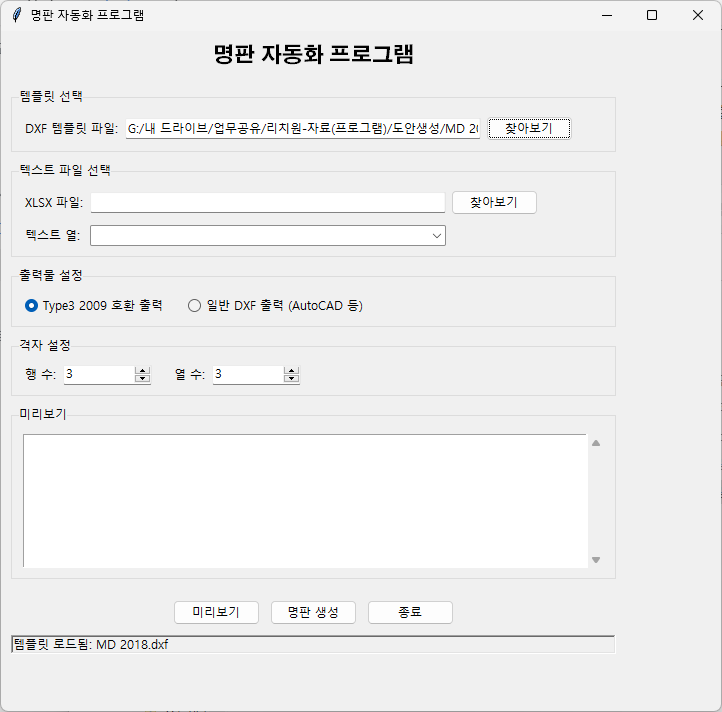 명판 자동화 프로그램
명판 자동화 프로그램
템플릿 선택
DXF 템플릿 파일: G:/내 드라이브/업무공유/리치원-자료(프로그램)/도안생성/MD 20 찾아보기
텍스트 파일 선택
XLSX 파일: 찾아보기
텍스트 열:
출력물 설정
Type3 2009 호환 출력 일반 DXF 출력 (AutoCAD 등)
격자 설정
행 수: 3 열 수: 3
미리보기
미리보기 명판 생성 종료
템플릿 로드됨: MD 2018.dxf